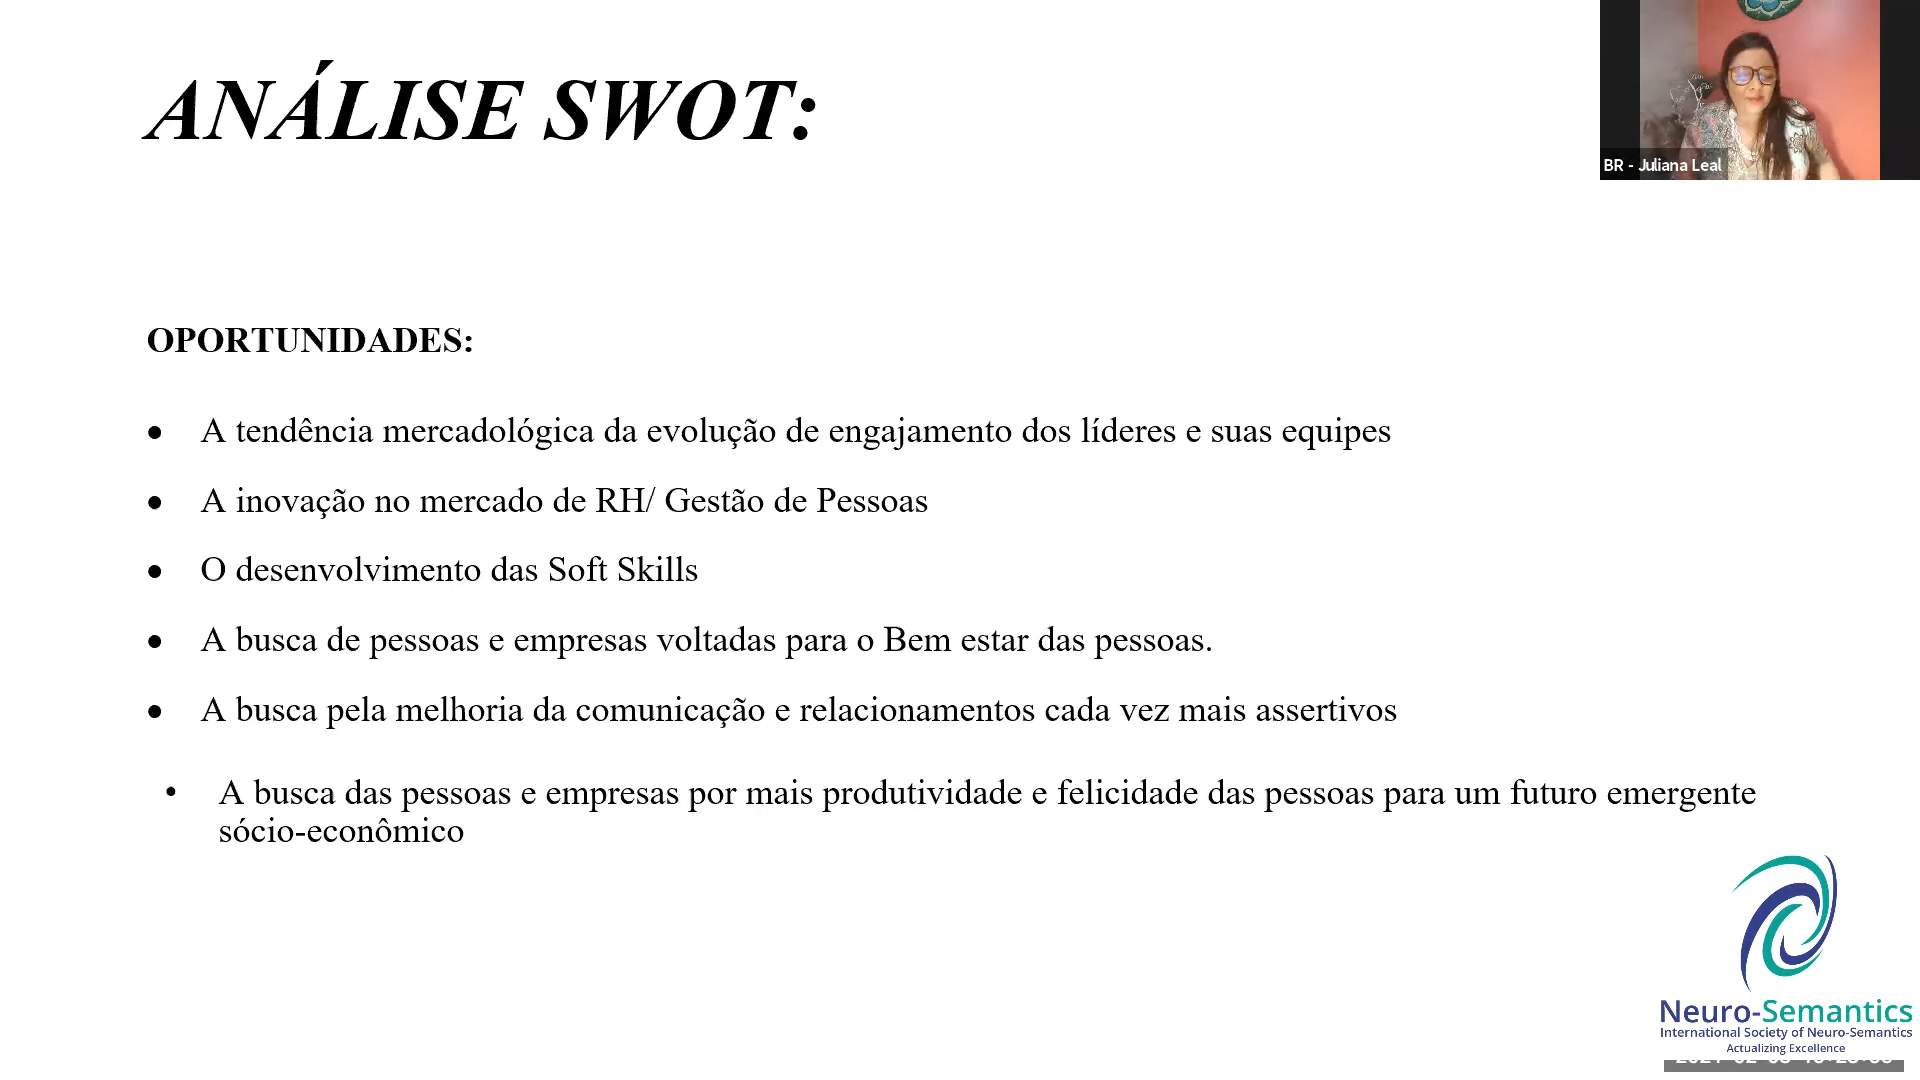 ANÁLISE SWOT:
BR - Juliana Leal
OPORTUNIDADES:
• A tendência mercadológica da evolução de engajamento dos líderes e suas equipes
• A inovação no mercado de RH/ Gestão de Pessoas
• O desenvolvimento das Soft Skills
• A busca de pessoas e empresas voltadas para o Bem estar das pessoas.
• A busca pela melhoria da comunicação e relacionamentos cada vez mais assertivos
• A busca das pessoas e empresas por mais produtividade e felicidade das pessoas para um futuro emergente
sócio-econômico
Neuro-Semantics
International Society of Neuro-Semantics
Actualizing Excellence